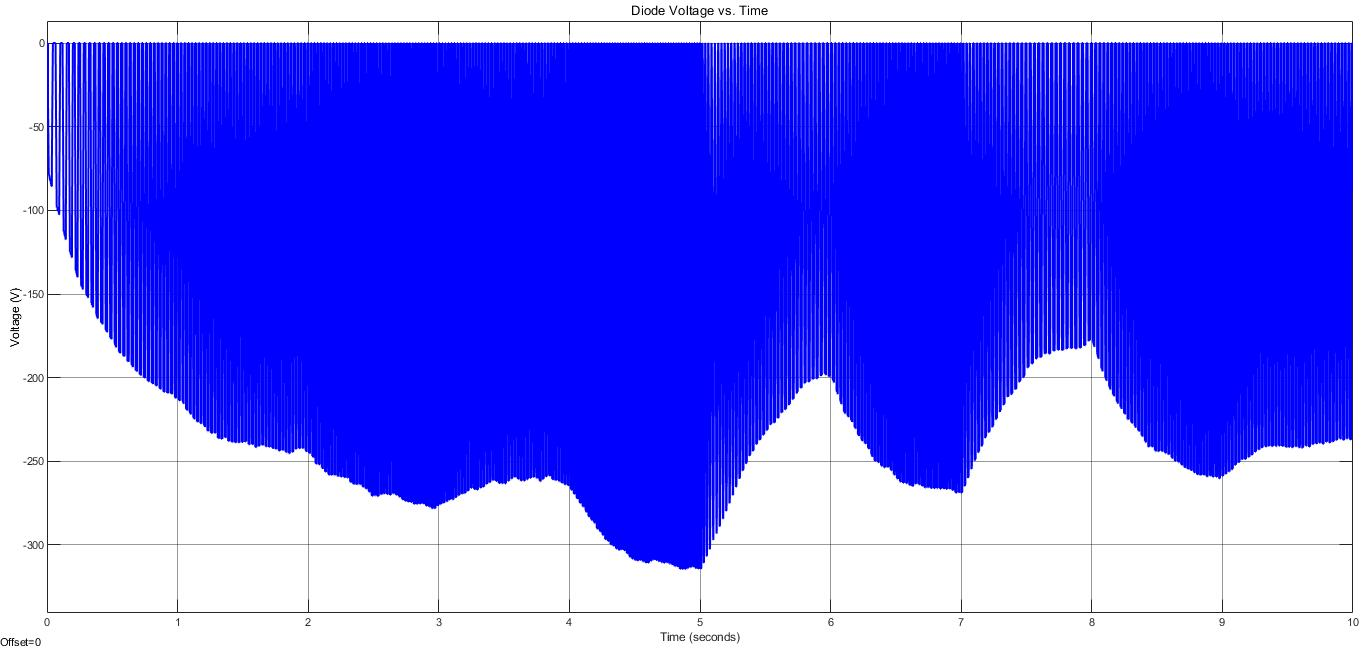 Diode Voltage vs. Time
0
-50
-100
-150
-200
-250
-300
Voltage (V)
0 1 2 3 4 5 6 7 8 9 10
Time (seconds)
Offset=0